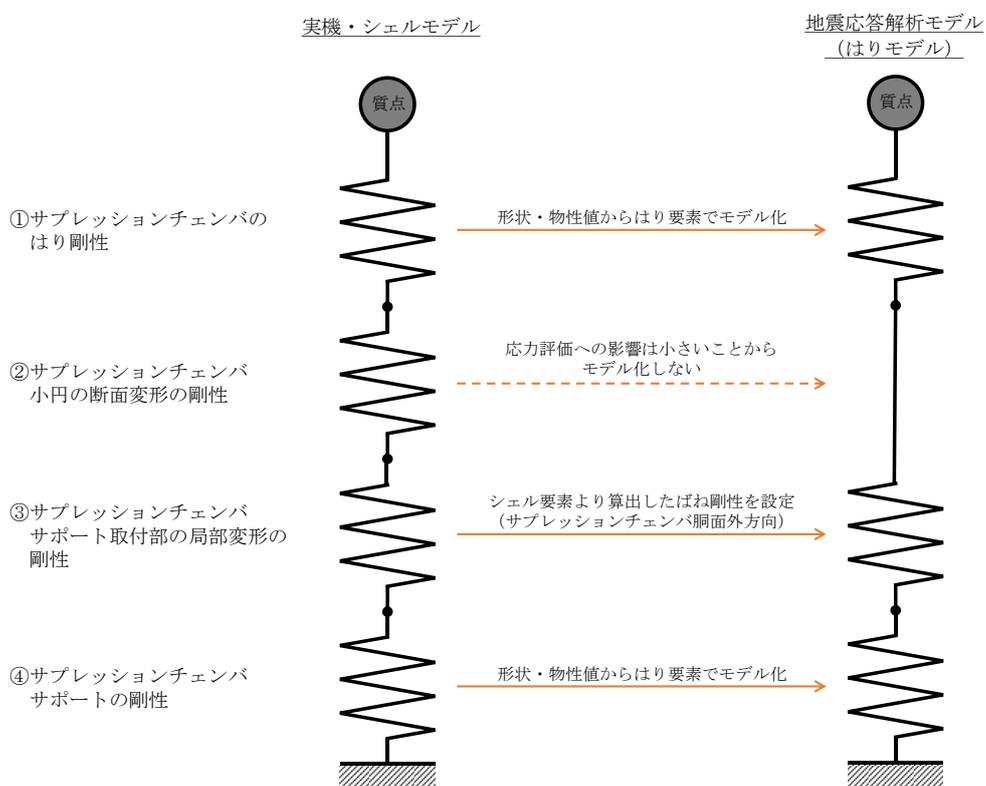 実機・シェルモデル
地震応答解析モデル
（はりモデル）
質点
質点
①サプレッションチェンバの
はり剛性
形状・物性値からはり要素でモデル化
②サプレッションチェンバ
小円の断面変形の剛性
応力評価への影響は小さいことから
モデル化しない
③サプレッションチェンバ
サポート取付部の局部変形の
剛性
シェル要素より算出したばね剛性を設定
（サプレッションチェンバ胴面外方向）
④サプレッションチェンバ
サポートの剛性
形状・物性値からはり要素でモデル化